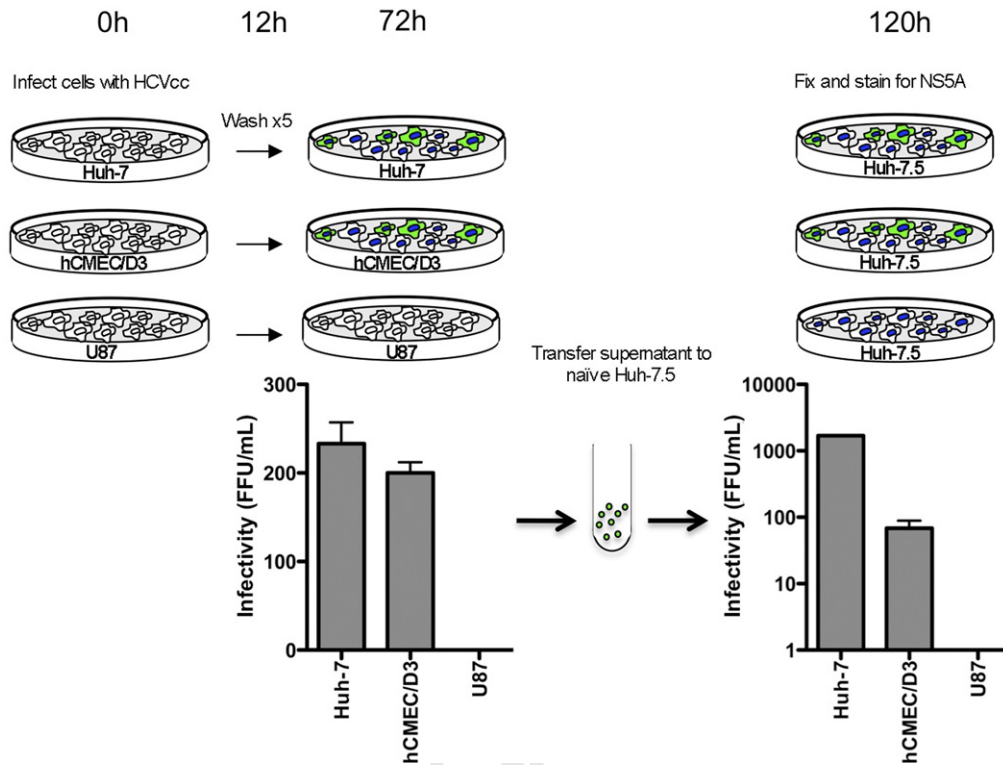 0h 12h 72h 120h
Infect cells with HCVcc
Fix and stain for NS5A
Wash x5
Huh-7
Huh-7
Huh-7.5
hCMEC/D3
hCMEC/D3
Huh-7.5
U87
U87
Huh-7.5
Transfer supernatant to
naïve Huh-7.5
Infectivity (FFU/mL)
300
200
100
0
Huh-7
hCMEC/D3
U87
Infectivity (FFU/mL)
10000
1000
100
10
1
Huh-7
hCMEC/D3
U87